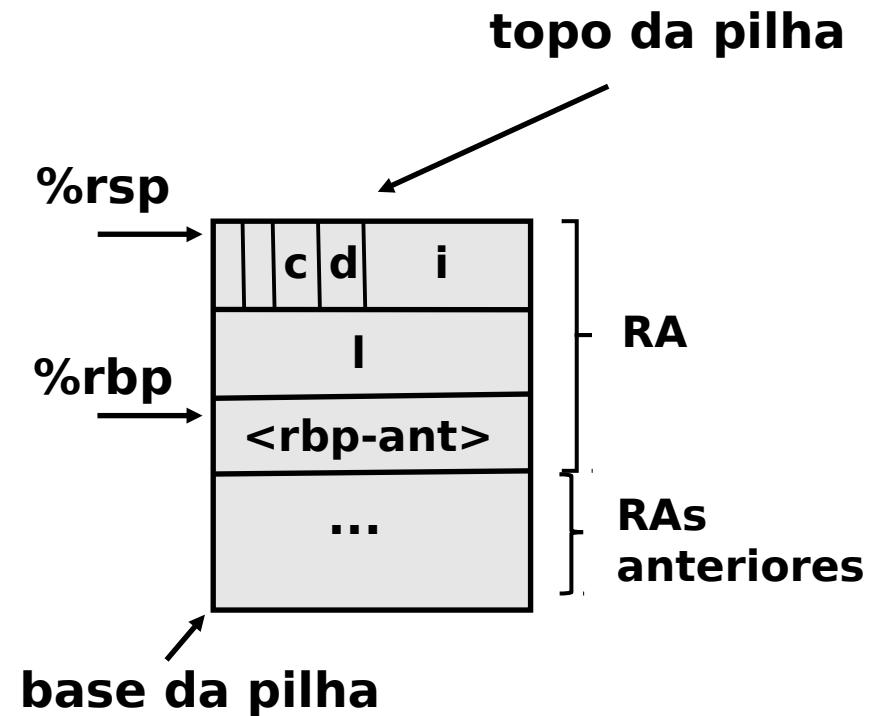 topo da pilha
%rsp
c d i
RA
l
%rbp
<rbp-ant>
...
RAs
anteriores
base da pilha